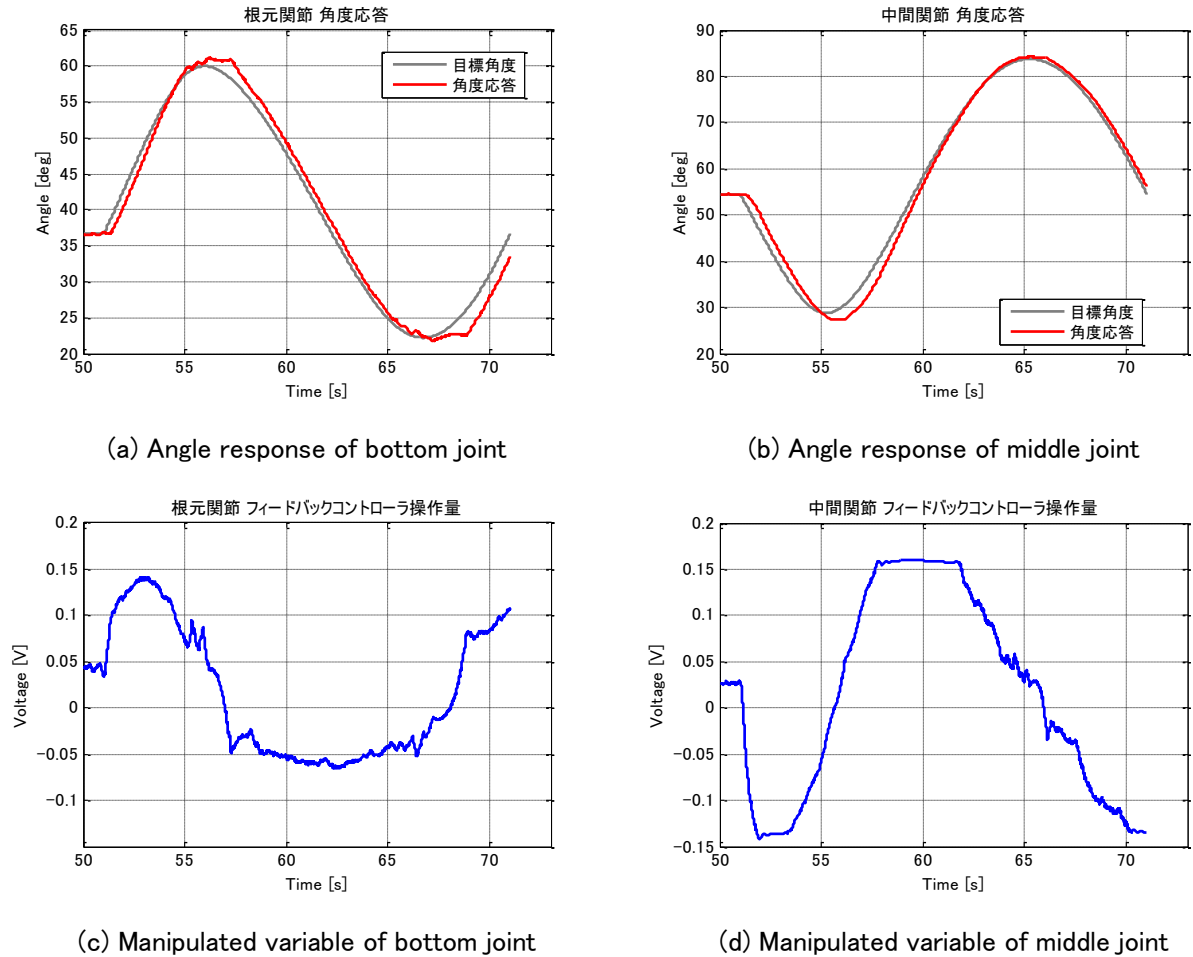 根元関節 角度応答
65
60
55
50
45
40
35
30
25
20
Angle [deg]
目標角度
角度応答
50 55 60 65 70
Time [s]
(a) Angle response of bottom joint
中間関節 角度応答
90
80
70
60
50
40
30
20
Angle [deg]
目標角度
角度応答
50 55 60 65 70
Time [s]
(b) Angle response of middle joint
根元関節 フィードバックコントローラ操作量
0.2
0.15
0.1
0.05
0
-0.05
-0.1
Voltage [V]
50 55 60 65 70
Time [s]
(c) Manipulated variable of bottom joint
中間関節 フィードバックコントローラ操作量
0.2
0.15
0.1
0.05
0
-0.05
-0.1
-0.15
Voltage [V]
50 55 60 65 70
Time [s]
(d) Manipulated variable of middle joint